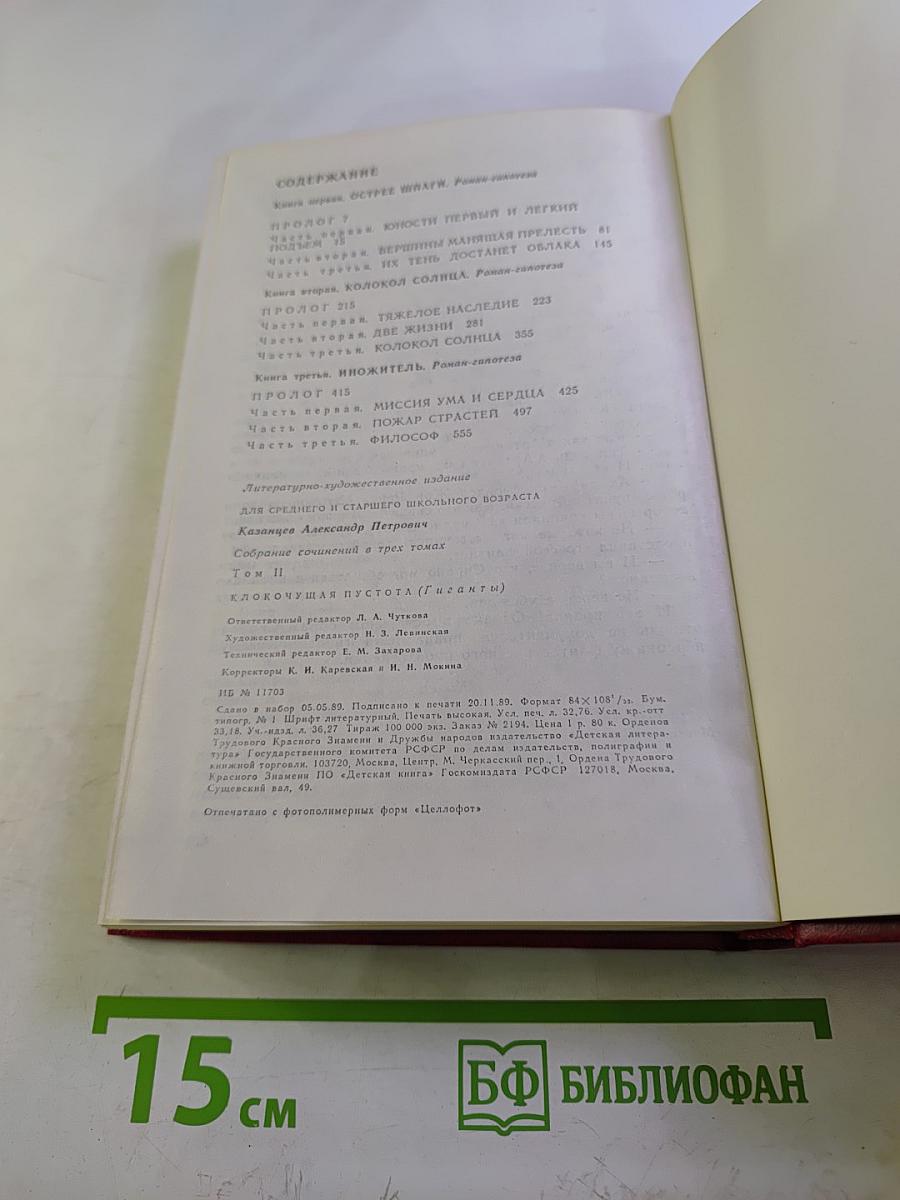 СОДЕРЖАНИЕ
Книга первая. ОСТРЕЕ ШПАГИ. Роман-гипотеза
ПРОЛОГ 7
Часть первая. ЮНОСТИ ПЕРВЫЙ И ЛЕГКИЙ
ПОДЪЕМ 15
Часть вторая. ВЕРШИНЫ МАНЯЩАЯ ПРЕЛЕСТЬ 81
Часть третья. ИХ ТЕНЬ ДОСТАНЕТ ОБЛАКА 145
Книга вторая. КОЛОКОЛ СОЛНЦА. Роман-гипотеза
ПРОЛОГ 215
Часть первая. ТЯЖЕЛОЕ НАСЛЕДИЕ 223
Часть вторая. ДВЕ ЖИЗНИ 281
Часть третья. КОЛОКОЛ СОЛНЦА 355
Книга третья. ИНОЖИТЕЛЬ. Роман-гипотеза
ПРОЛОГ 415
Часть первая. МИССИЯ УМА И СЕРДЦА 425
Часть вторая. ПОЖАР СТРАСТЕЙ 497
Часть третья. ФИЛОСОФ 555
Литературно-художественное издание
ДЛЯ СРЕДНЕГО И СТАРШЕГО ШКОЛЬНОГО ВОЗРАСТА
Казанцев Александр Петрович
Собрание сочинений в трех томах
Том II
КЛОКОЧУЩАЯ ПУСТОТА (Гиганты)
Ответственный редактор Л. А. Чуткова
Художественный редактор Н. З. Левинская
Технический редактор Е. М. Захарова
Корректоры К. И. Каревская и И. Н. Мокина
ИБ № 11703
Сдано в набор 05.05.89. Подписано к печати 20.11.89. Формат 84×108¹/₃₂. Бум.
типогр. № 1 Шрифт литературный. Печать высокая. Усл. печ. л. 32,76. Усл. кр.-отт
33,18. Уч.-изд. л. 36,27 Тираж 100 000 экз. Заказ № 2194. Цена 1 р. 80 к. Орденов
Трудового Красного Знамени и Дружбы народов издательство «Детская литера-
тура» Государственного комитета РСФСР по делам издательств, полиграфии и
книжной торговли. 103720, Москва, Центр, М. Черкасский пер., 1. Ордена Трудового
Красного Знамени ПО «Детская книга» Госкомиздата РСФСР 127018, Москва,
Сущевский вал, 49.
Отпечатано с фотополимерных форм «Целлофот»
15 см
БФ БИБЛИОФАН